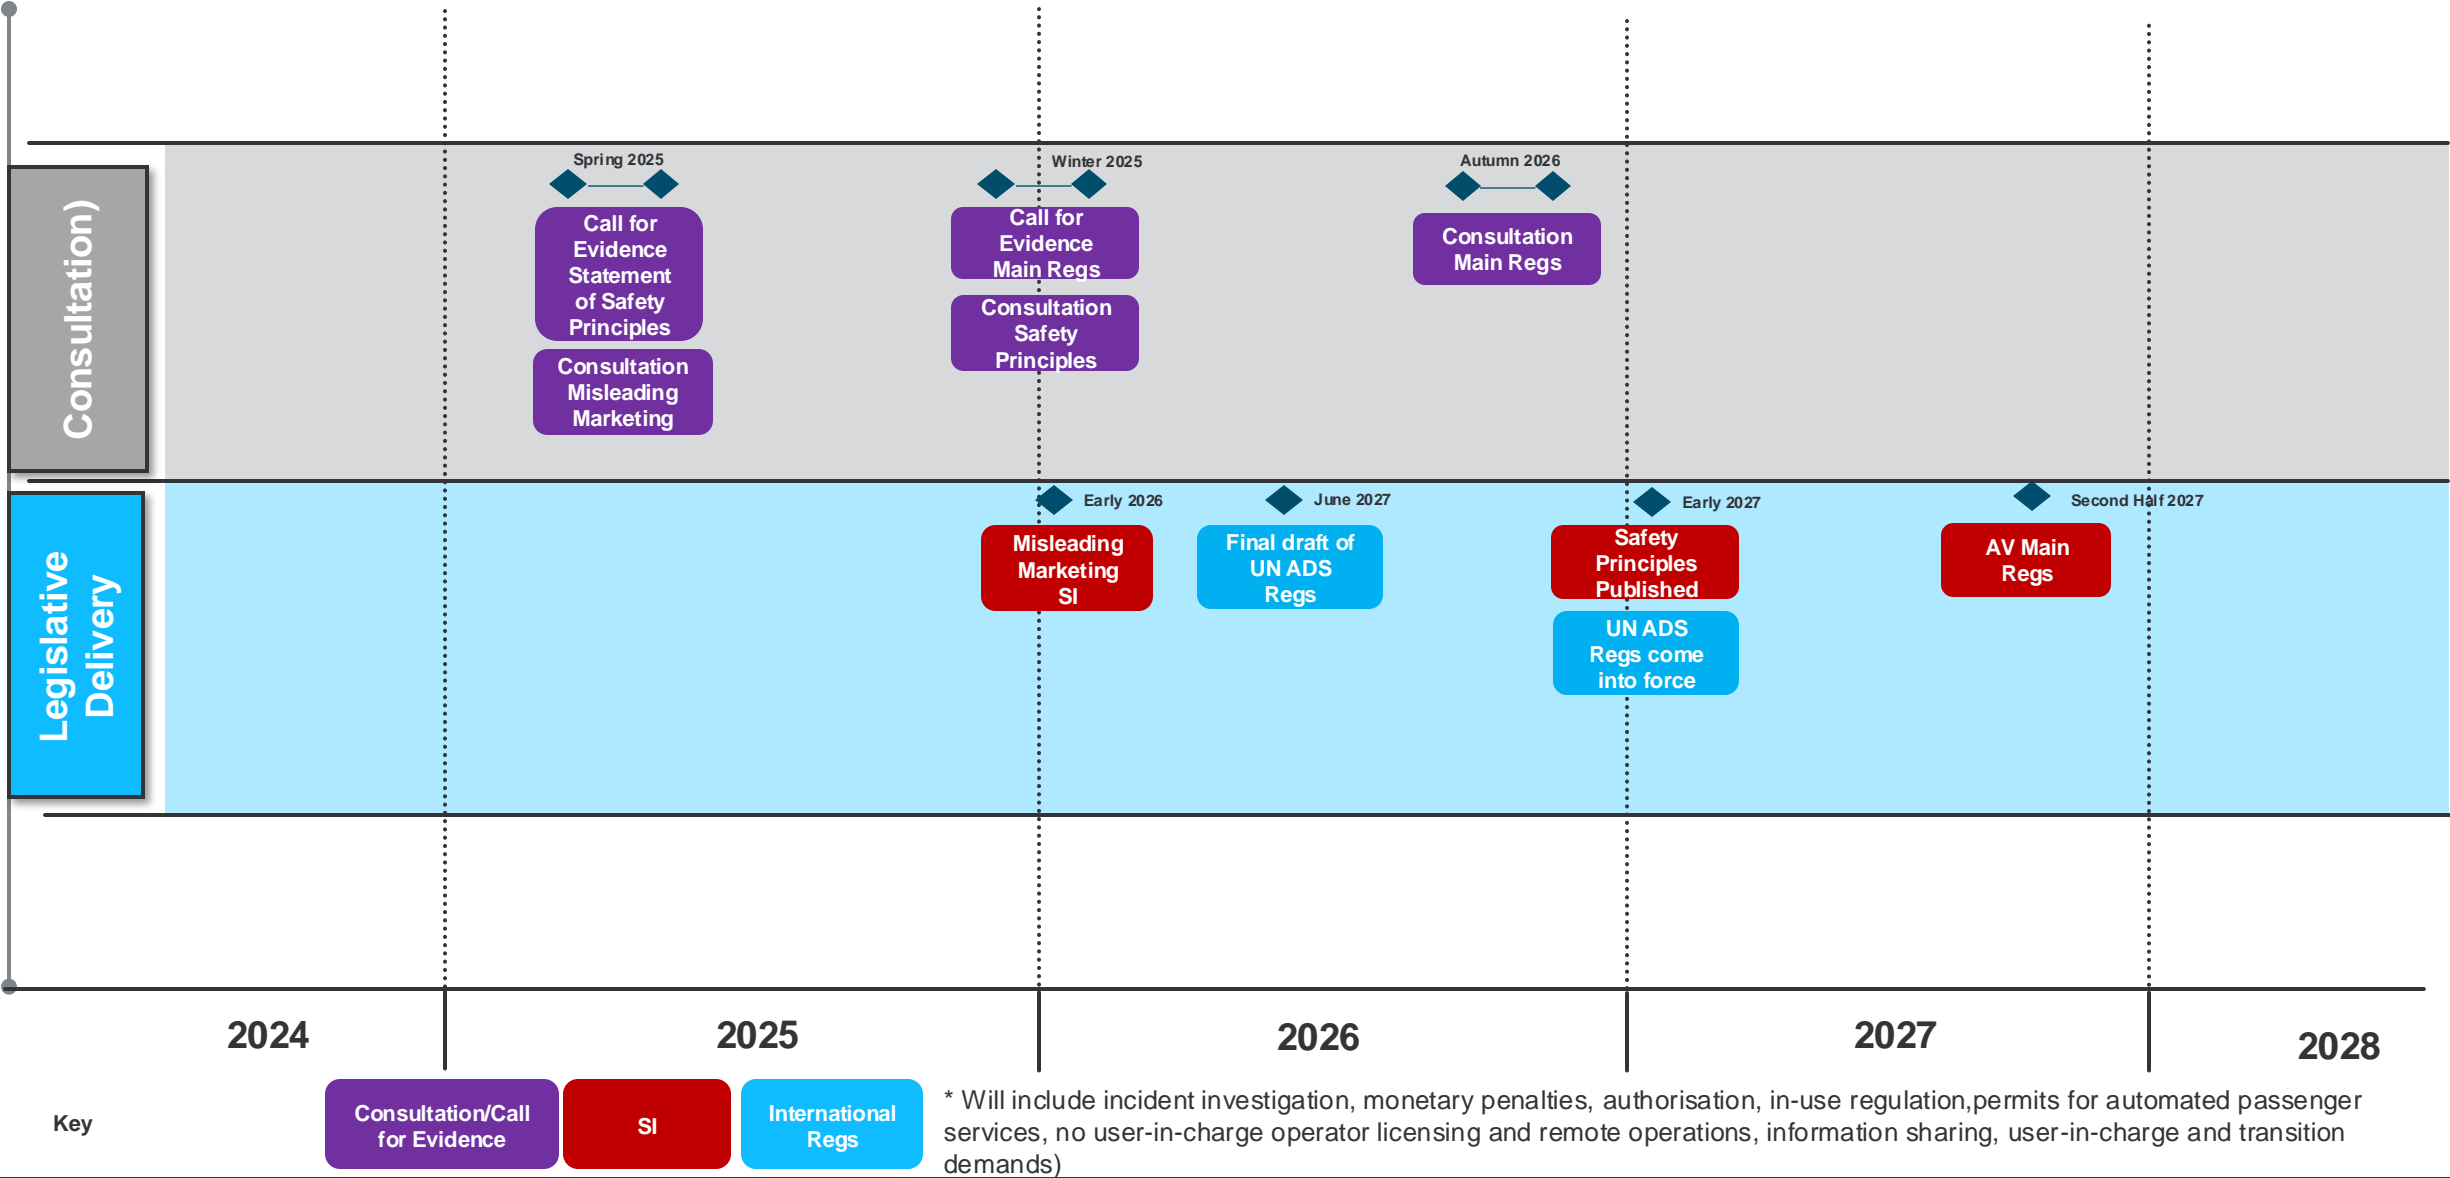 Consultation)
Spring 2025
Call for
Evidence
Statement
of Safety
Principles
Consultation
Misleading
Marketing
Winter 2025
Call for
Evidence
Main Regs
Consultation
Safety
Principles
Autumn 2026
Consultation
Main Regs
Legislative
Delivery
Early 2026
Misleading
Marketing
SI
June 2027
Final draft of
UN ADS
Regs
Early 2027
Safety
Principles
Published
UN ADS
Regs come
into force
Second Half 2027
AV Main
Regs
2024
2025
2026
2027
2028
Key
Consultation/Call
for Evidence
SI
International
Regs
* Will include incident investigation, monetary penalties, authorisation, in-use regulation,permits for automated passenger
services, no user-in-charge operator licensing and remote operations, information sharing, user-in-charge and transition
demands)